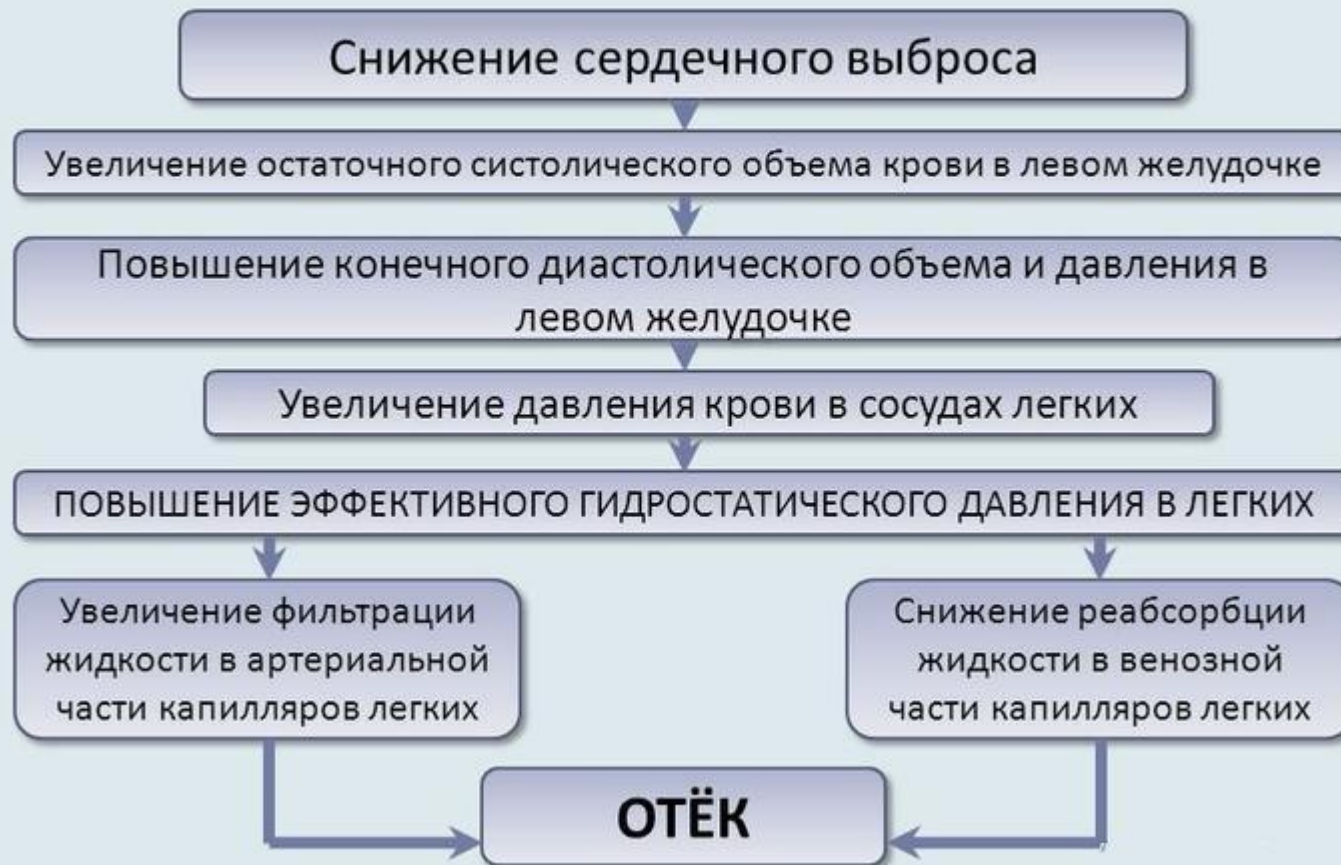 Снижение сердечного выброса
Увеличение остаточного систолического объема крови в левом желудочке
Повышение конечного диастолического объема и давления в
левом желудочке
Увеличение давления крови в сосудах легких
ПОВЫШЕНИЕ ЭФФЕКТИВНОГО ГИДРОСТАТИЧЕСКОГО ДАВЛЕНИЯ В ЛЕГКИХ
Увеличение фильтрации
жидкости в артериальной
части капилляров легких
Снижение реабсорбции
жидкости в венозной
части капилляров легких
ОТЁК